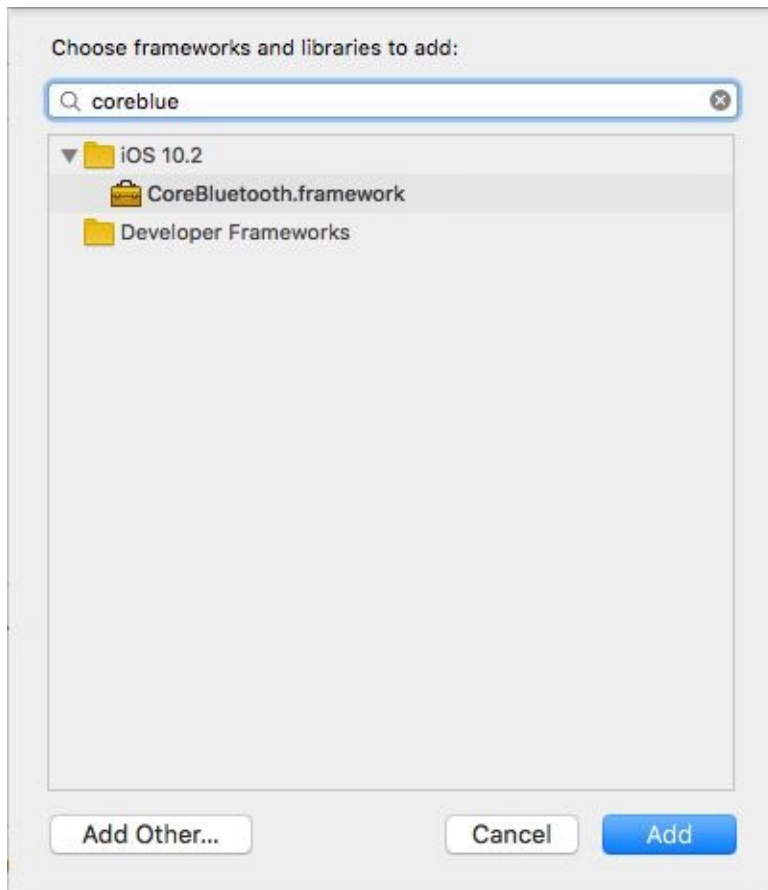 Choose frameworks and libraries to add:
coreblue
iOS 10.2
CoreBluetooth.framework
Developer Frameworks
Add Other... Cancel Add